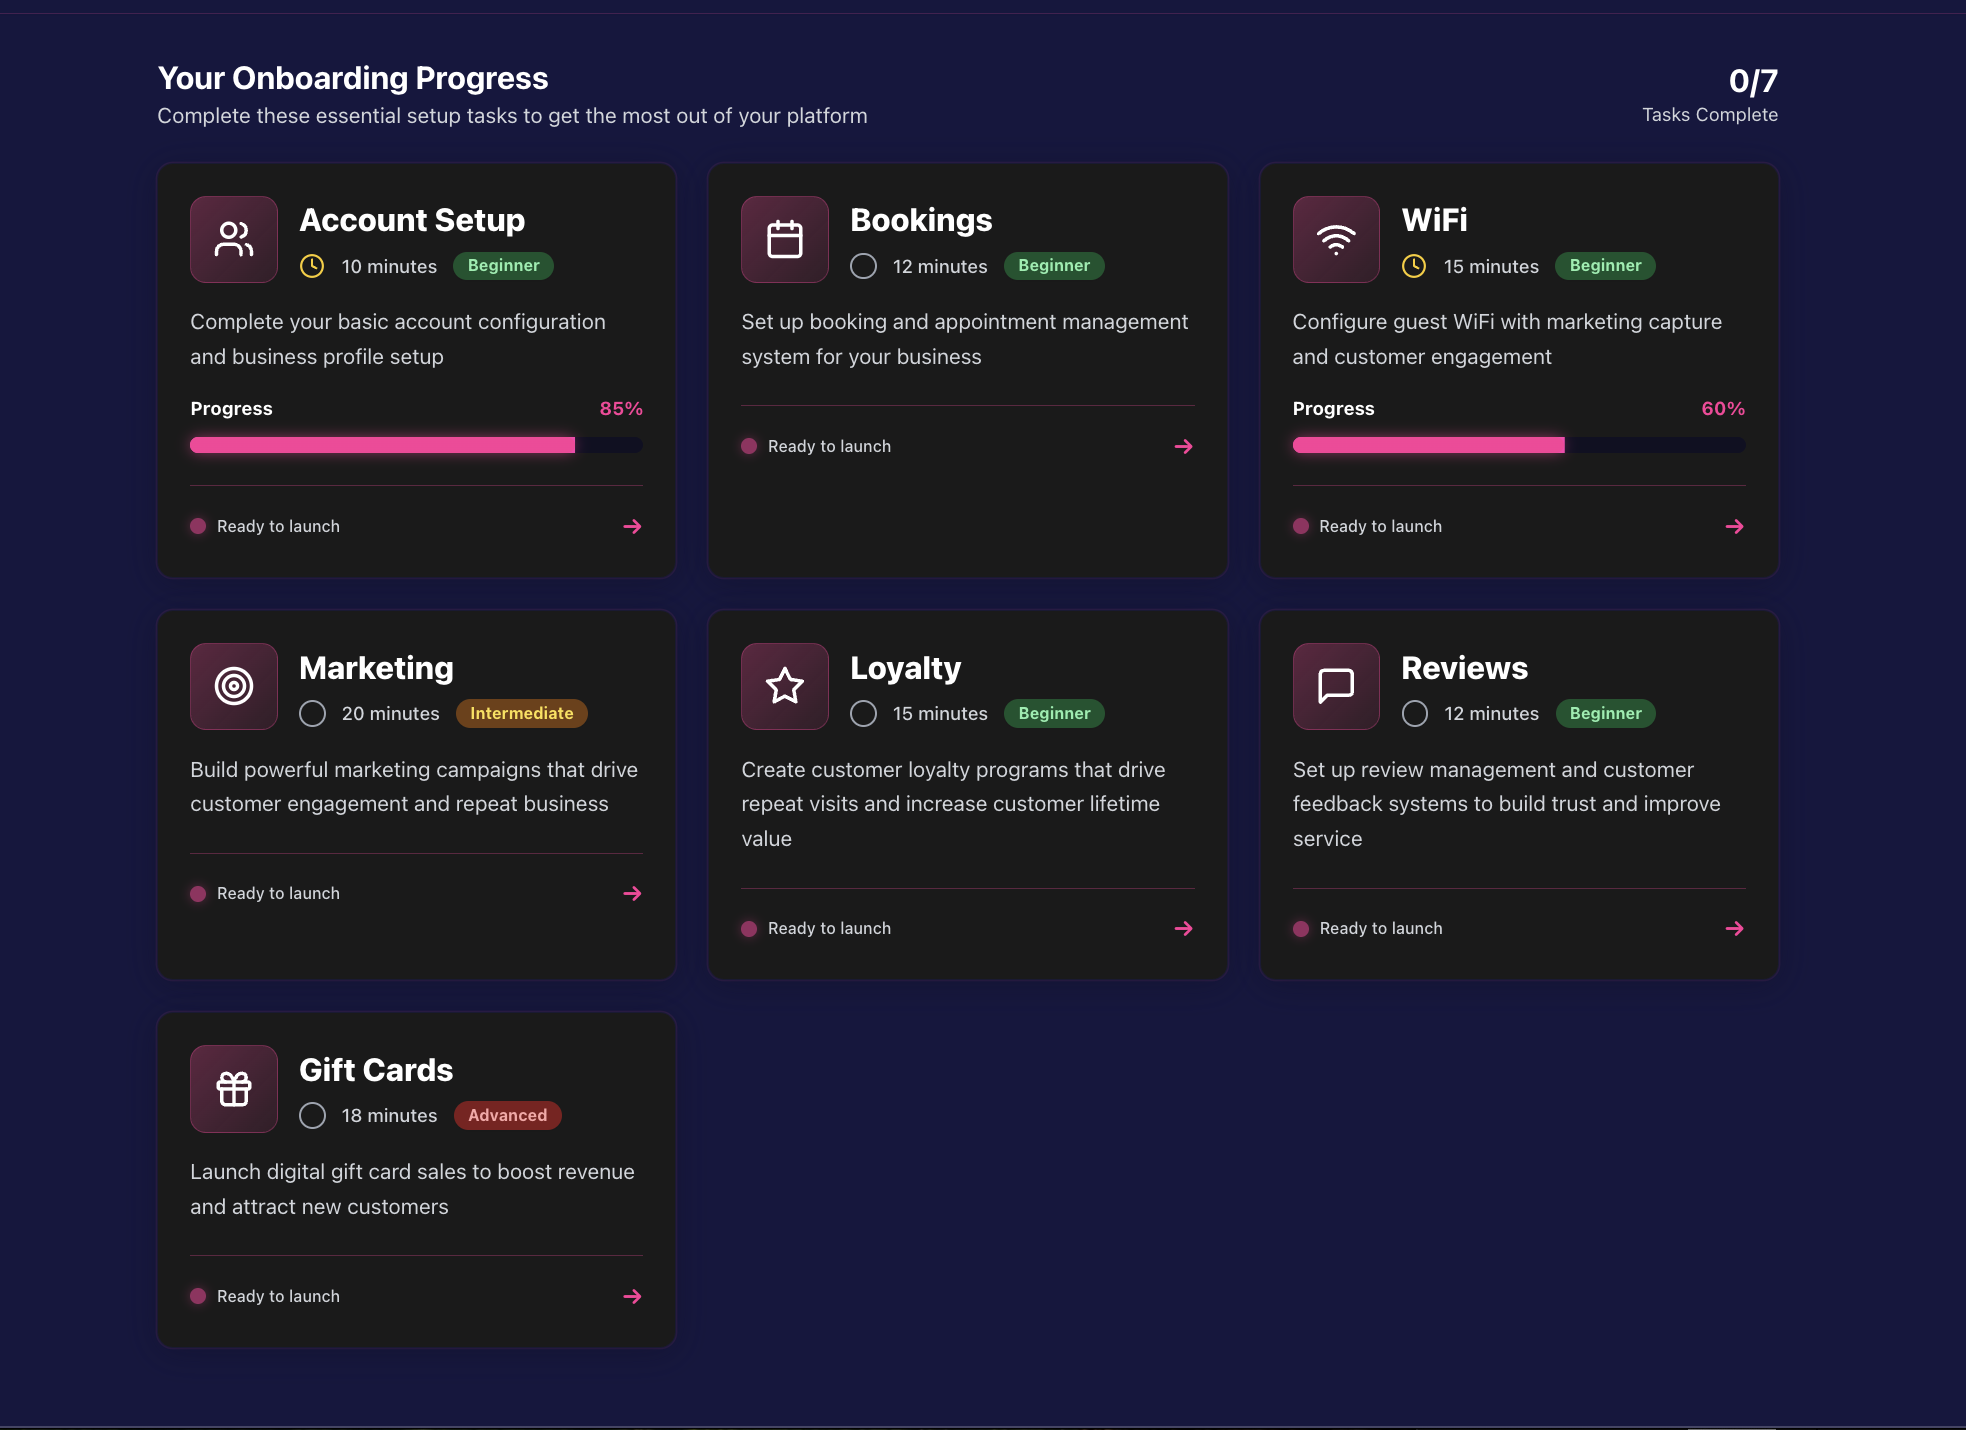 Your Onboarding Progress
Complete these essential setup tasks to get the most out of your platform
0/7
Tasks Complete
Account Setup
10 minutes
Beginner
Complete your basic account configuration
and business profile setup
Progress
85%
Ready to launch
Bookings
12 minutes
Beginner
Set up booking and appointment management
system for your business
Ready to launch
WiFi
15 minutes
Beginner
Configure guest WiFi with marketing capture
and customer engagement
Progress
60%
Ready to launch
Marketing
20 minutes
Intermediate
Build powerful marketing campaigns that drive
customer engagement and repeat business
Ready to launch
Loyalty
15 minutes
Beginner
Create customer loyalty programs that drive
repeat visits and increase customer lifetime
value
Ready to launch
Reviews
12 minutes
Beginner
Set up review management and customer
feedback systems to build trust and improve
service
Ready to launch
Gift Cards
18 minutes
Advanced
Launch digital gift card sales to boost revenue
and attract new customers
Ready to launch